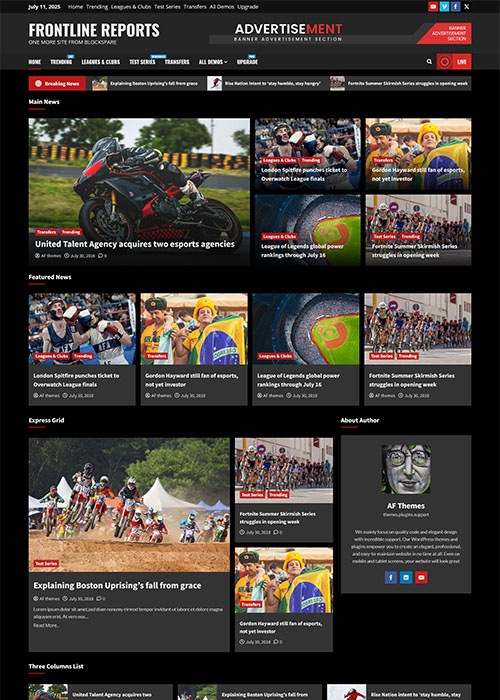 July 11, 2025 Home Trending Leagues & Clubs Test Series Transfers All Demos Upgrade
FRONTLINE REPORTS
ONE MORE SITE FROM BLOCKSPARE
ADVERTISEMENT
BANNER ADVERTISEMENT SECTION
BANNER
ADVERTISEMENT
SECTION
HOME TRENDING LEAGUES & CLUBS TEST SERIES TRANSFERS ALL DEMOS UPGRADE LIVE
Breaking News Explaining Boston Uprising's fall from grace Rise Nation intent to 'stay humble, stay hungry' Fortnite Summer Skirmish Series struggles in opening week
Main News
Transfers Trending
United Talent Agency acquires two esports agencies
AF themes July 30, 2018 0
Leagues & Clubs Trending
London Spitfire punches ticket to
Overwatch League finals
Transfers
Gordon Hayward still fan of esports,
not yet investor
Leagues & Clubs
League of Legends global power
rankings through July 16
Test Series Trending
Fortnite Summer Skirmish Series
struggles in opening week
Featured News
Leagues & Clubs Trending
London Spitfire punches ticket to
Overwatch League finals
AF themes July 30, 2018
Transfers
Gordon Hayward still fan of esports,
not yet investor
AF themes July 30, 2018
Leagues & Clubs
League of Legends global power
rankings through July 16
AF themes July 30, 2018
Test Series Trending
Fortnite Summer Skirmish Series
struggles in opening week
AF themes July 30, 2018
Express Grid
Test Series
Explaining Boston Uprising's fall from grace
AF themes July 30, 2018 0
Lorem ipsum dolor sit amet,sed diam nonumy eirmod tempor invidunt ut labore et dolore magna
aliquyam erat, At vero eos...
Read More..
Test Series Trending
Fortnite Summer Skirmish Series
struggles in opening week
July 30, 2018 0
Transfers
Gordon Hayward still fan of esports,
not yet investor
July 30, 2018 0
About Author
AF Themes
themes.plugins.support
We mainly focus on quality code and elegant design
with incredible support. Our WordPress themes and
plugins empower you to create an elegant, professional,
and easy-to-maintain website in no time at all. Even on
mobile and tablet screens, your website will look great!
Three Columns List
United Talent Agency acquires two
Explaining Boston Uprising's fall from
Rise Nation intent to 'stay humble, stay